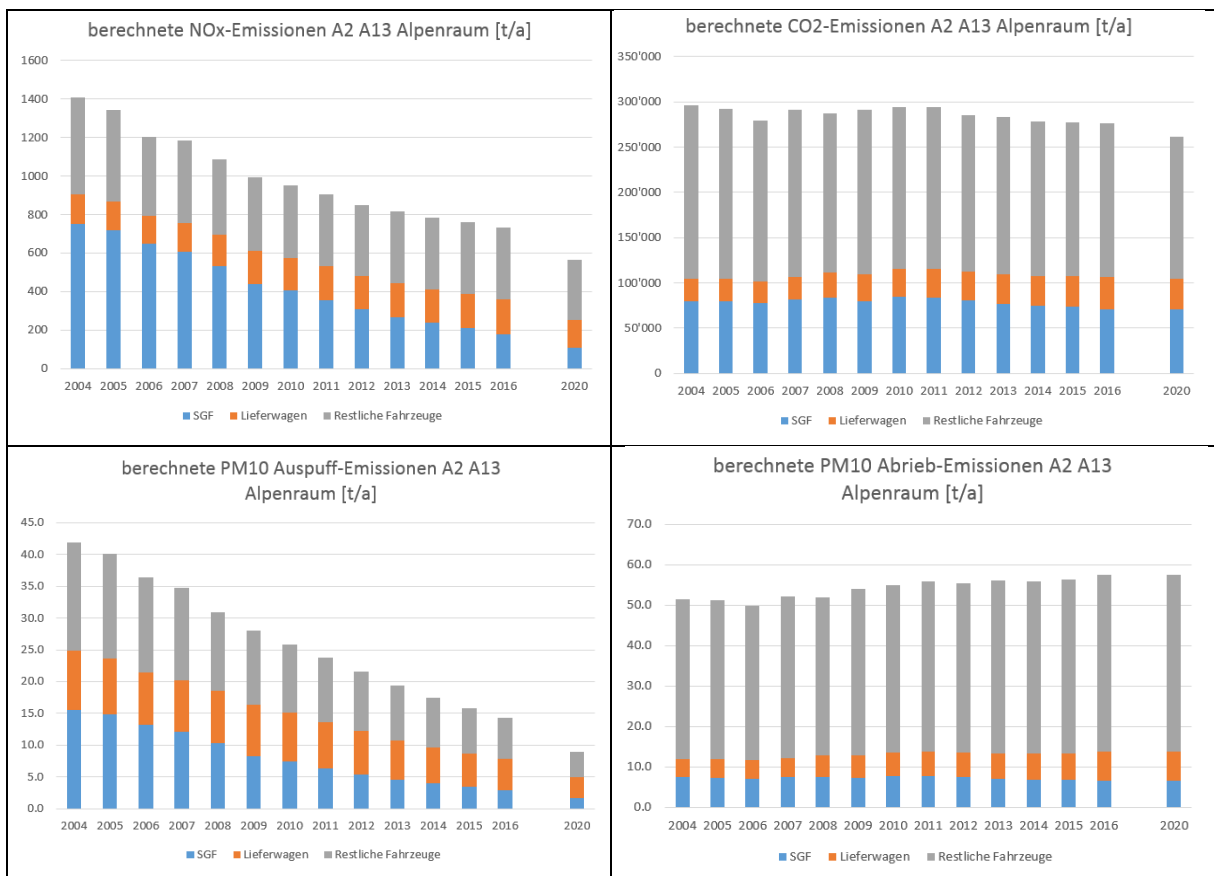 berechnete NOx-Emissionen A2 A13 Alpenraum [t/a]
1600
1400
1200
1000
800
600
400
200
0
2004 2005 2006 2007 2008 2009 2010 2011 2012 2013 2014 2015 2016 2020
SGF Lieferwagen Restliche Fahrzeuge
berechnete CO2-Emissionen A2 A13 Alpenraum [t/a]
350'000
300'000
250'000
200'000
150'000
100'000
50'000
0
2004 2005 2006 2007 2008 2009 2010 2011 2012 2013 2014 2015 2016 2020
SGF Lieferwagen Restliche Fahrzeuge
berechnete PM10 Auspuff-Emissionen A2 A13
Alpenraum [t/a]
45.0
40.0
35.0
30.0
25.0
20.0
15.0
10.0
5.0
0.0
2004 2005 2006 2007 2008 2009 2010 2011 2012 2013 2014 2015 2016 2020
SGF Lieferwagen Restliche Fahrzeuge
berechnete PM10 Abrieb-Emissionen A2 A13
Alpenraum [t/a]
70.0
60.0
50.0
40.0
30.0
20.0
10.0
0.0
2004 2005 2006 2007 2008 2009 2010 2011 2012 2013 2014 2015 2016 2020
SGF Lieferwagen Restliche Fahrzeuge